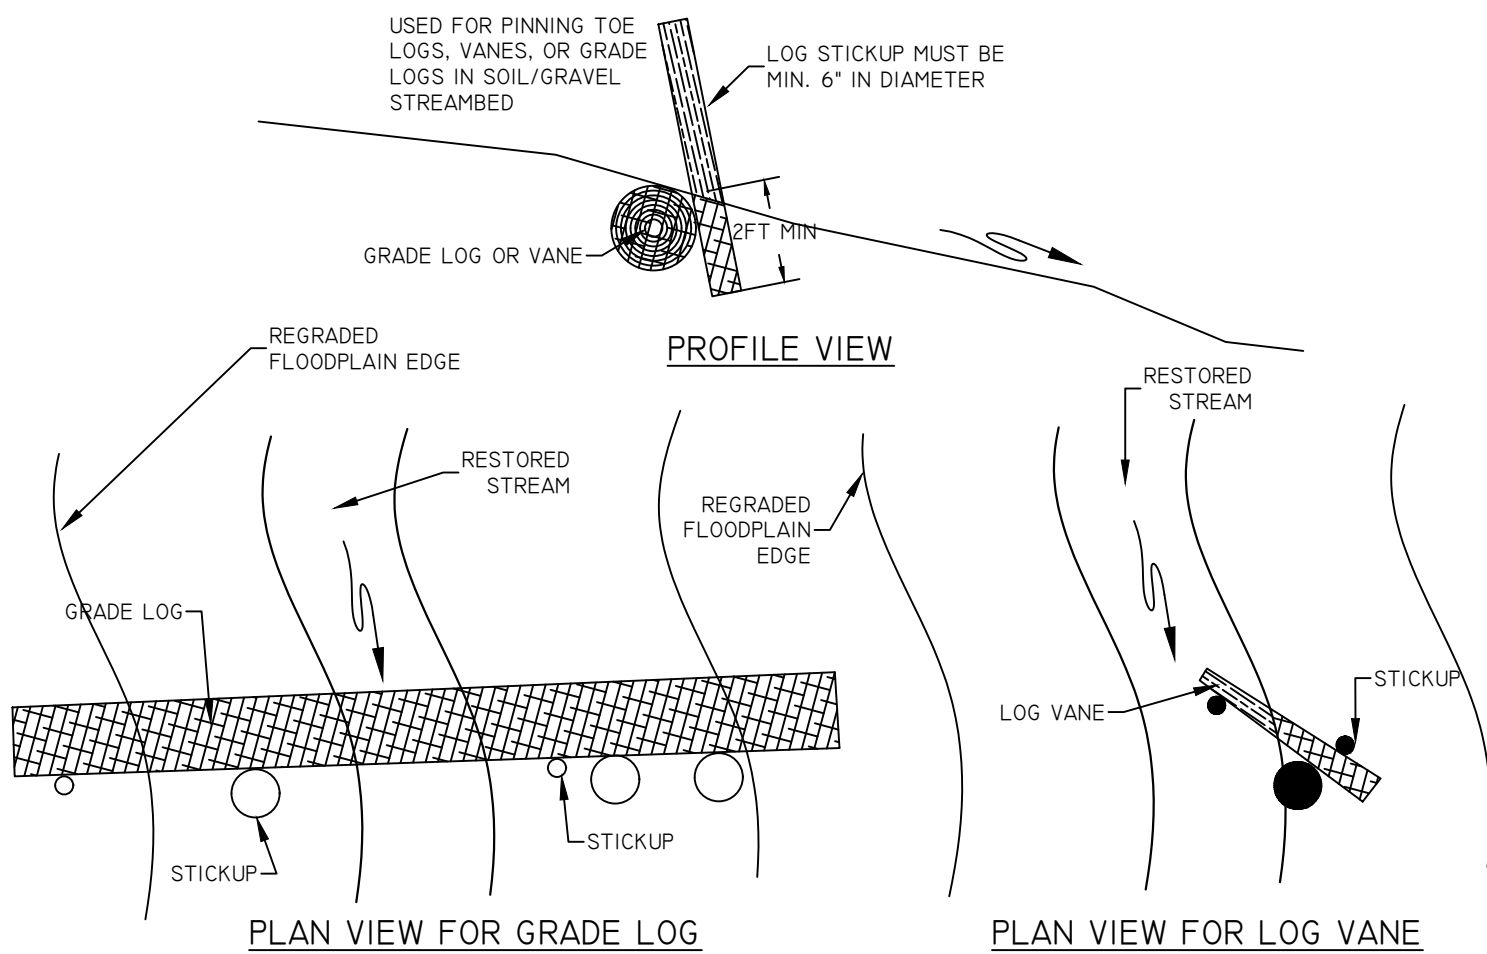 USED FOR PINNING TOE
LOGS, VANES, OR GRADE
LOGS IN SOIL/GRAVEL
STREAMBED
LOG STICKUP MUST BE
MIN. 6" IN DIAMETER
2FT MIN
GRADE LOG OR VANE
PROFILE VIEW
REGRADED
FLOODPLAIN EDGE
RESTORED
STREAM
GRADE LOG
STICKUP
STICKUP
PLAN VIEW FOR GRADE LOG
RESTORED
STREAM
REGRADED
FLOODPLAIN
EDGE
STICKUP
LOG VANE
PLAN VIEW FOR LOG VANE